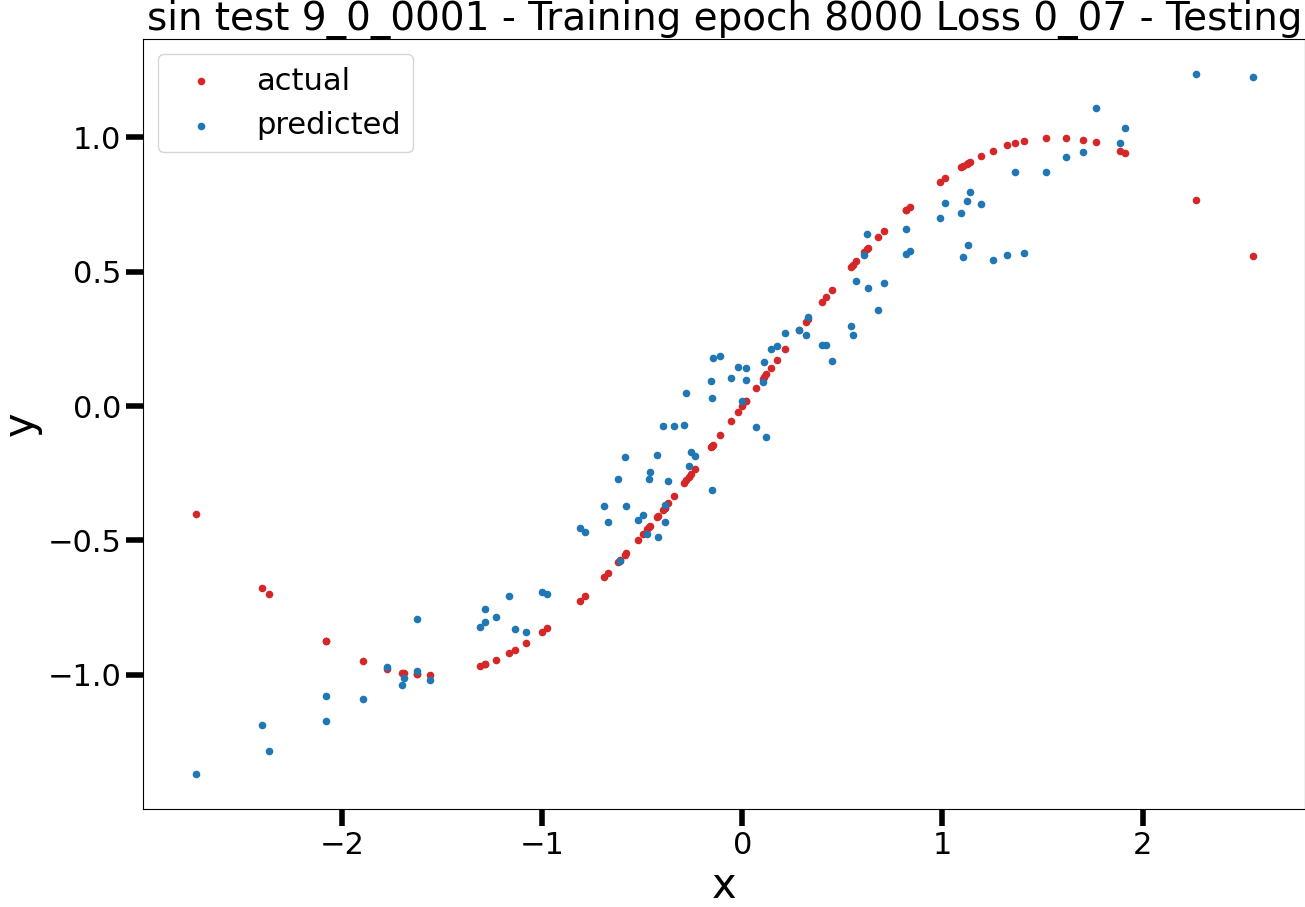 sin test 9_0_0001 - Training epoch 8000 Loss 0_07 - Testing
actual
predicted
1.0
0.5
0.0
−0.5
−1.0
y
−2 −1 0 1 2
x